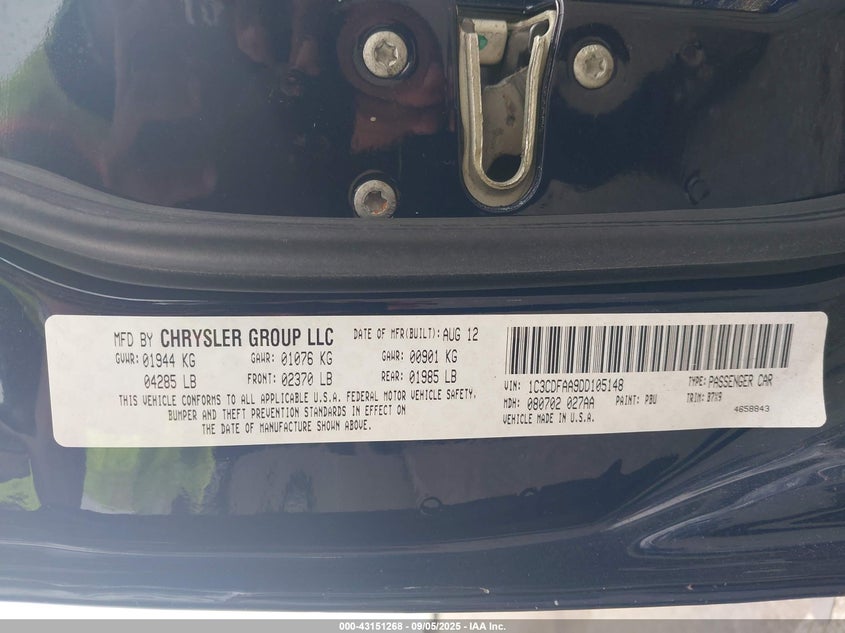 MFD BY CHRYSLER GROUP LLC DATE OF MFR(BUILT): AUG 12
GVWR: 01944 KG GAWR: 01076 KG GAWR: 00901 KG
04285 LB FRONT: 02370 LB REAR: 01985 LB
THIS VEHICLE CONFORMS TO ALL APPLICABLE U.S.A. FEDERAL MOTOR VEHICLE SAFETY,
BUMPER AND THEFT PREVENTION STANDARDS IN EFFECT ON
THE DATE OF MANUFACTURE SHOWN ABOVE.
VIN: 1C3CDFAA9DD105148 TYPE: PASSENGER CAR
MDH: 080702 027AA PAINT: PBU TRIM: B7X9
VEHICLE MADE IN U.S.A. 4658843
000-43151268 - 09/05/2025 - IAA Inc.